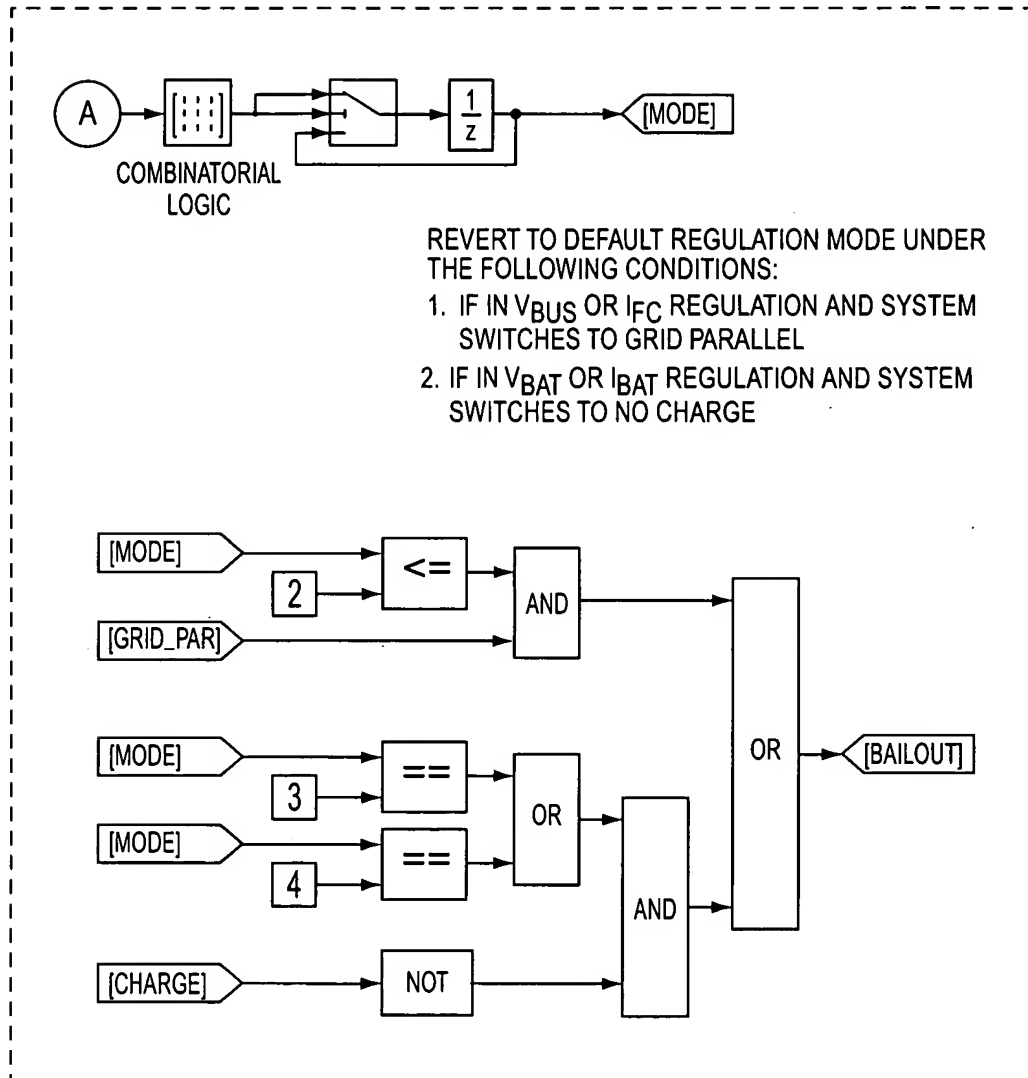 A
1
z
[MODE]
COMBINATORIAL
LOGIC
REVERT TO DEFAULT REGULATION MODE UNDER
THE FOLLOWING CONDITIONS:
1. IF IN VBUS OR IFC REGULATION AND SYSTEM
SWITCHES TO GRID PARALLEL
2. IF IN VBAT OR IBAT REGULATION AND SYSTEM
SWITCHES TO NO CHARGE
[MODE]
<=
2
AND
[GRID_PAR]
[MODE]
==
3
OR
OR
[BAILOUT]
[MODE]
==
4
AND
[CHARGE]
NOT